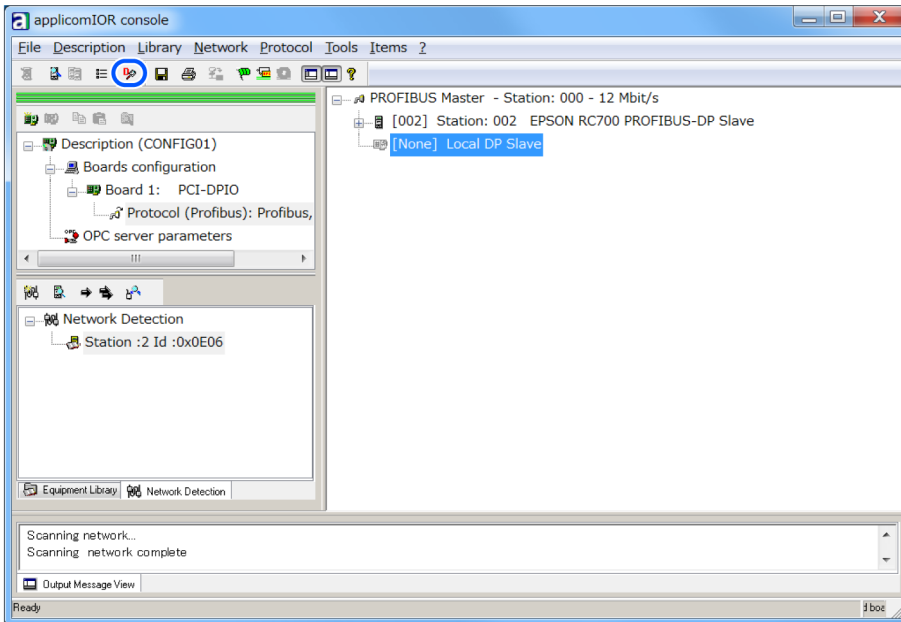 applicomIOR console
File Description Library Network Protocol Tools Items ?
PROFIBUS Master - Station: 000 - 12 Mbit/s
[002] Station: 002 EPSON RC700 PROFIBUS-DP Slave
[None] Local DP Slave
Description (CONFIG01)
Boards configuration
Board 1: PCI-DPIO
Protocol (Profibus): Profibus,
OPC server parameters
Network Detection
Station :2 Id :0x0E06
Equipment Library Network Detection
Scanning network...
Scanning network complete
Output Message View
Ready